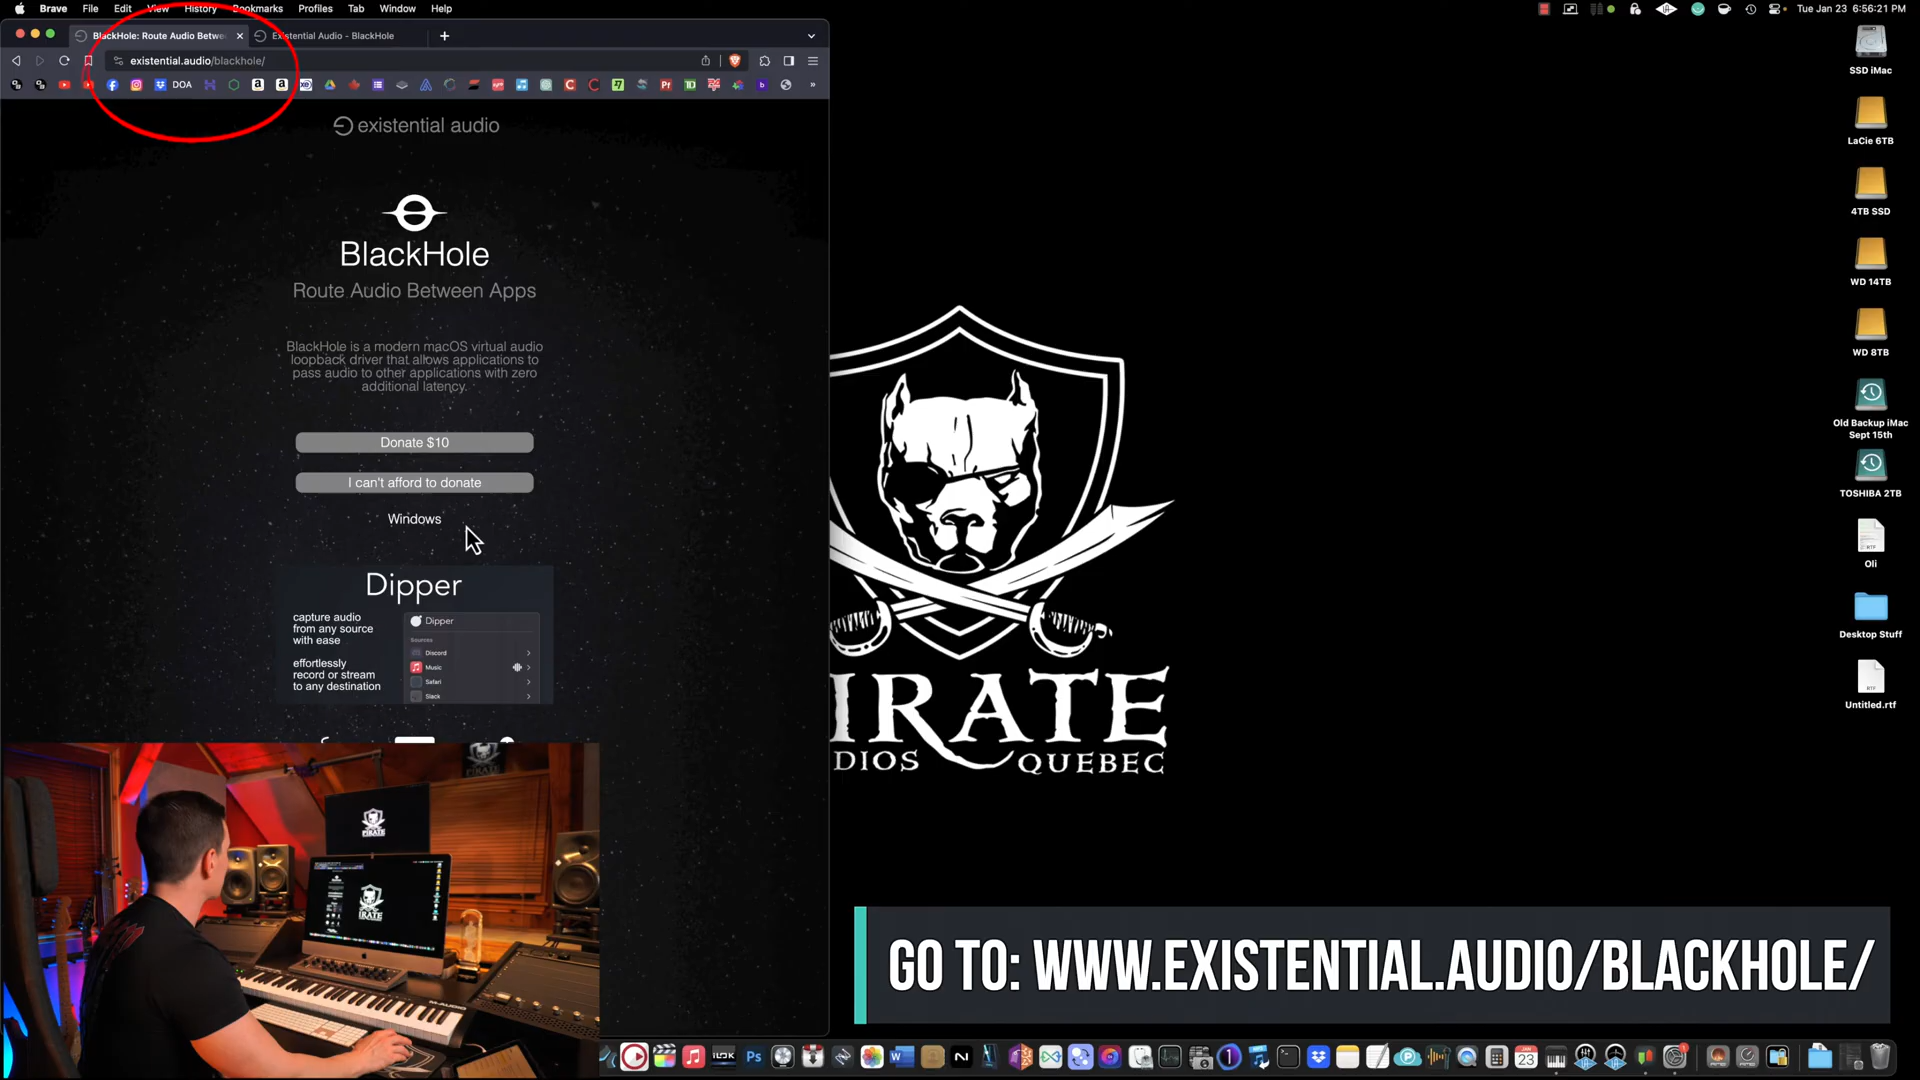 Brave File Edit View History Bookmarks Profiles Tab Window Help
Tue Jan 23 6:56:21 PM
BlackHole: Route Audio Betwe
Existential Audio - BlackHole
existential.audio/blackhole/
DOA
existential audio
BlackHole
Route Audio Between Apps
BlackHole is a modern macOS virtual audio
loopback driver that allows applications to
pass audio to other applications with zero
additional latency.
Donate $10
I can't afford to donate
Windows
Dipper
capture audio
from any source
with ease
effortlessly
record or stream
to any destination
Dipper
Sources
Discord
Music
Safari
Slack
IRATE
DIOS QUEBEC
SSD iMac
LaCie 6TB
4TB SSD
WD 14TB
WD 8TB
Old Backup iMac
Sept 15th
TOSHIBA 2TB
Oli
Desktop Stuff
Untitled.rtf
GO TO: WWW.EXISTENTIAL.AUDIO/BLACKHOLE/